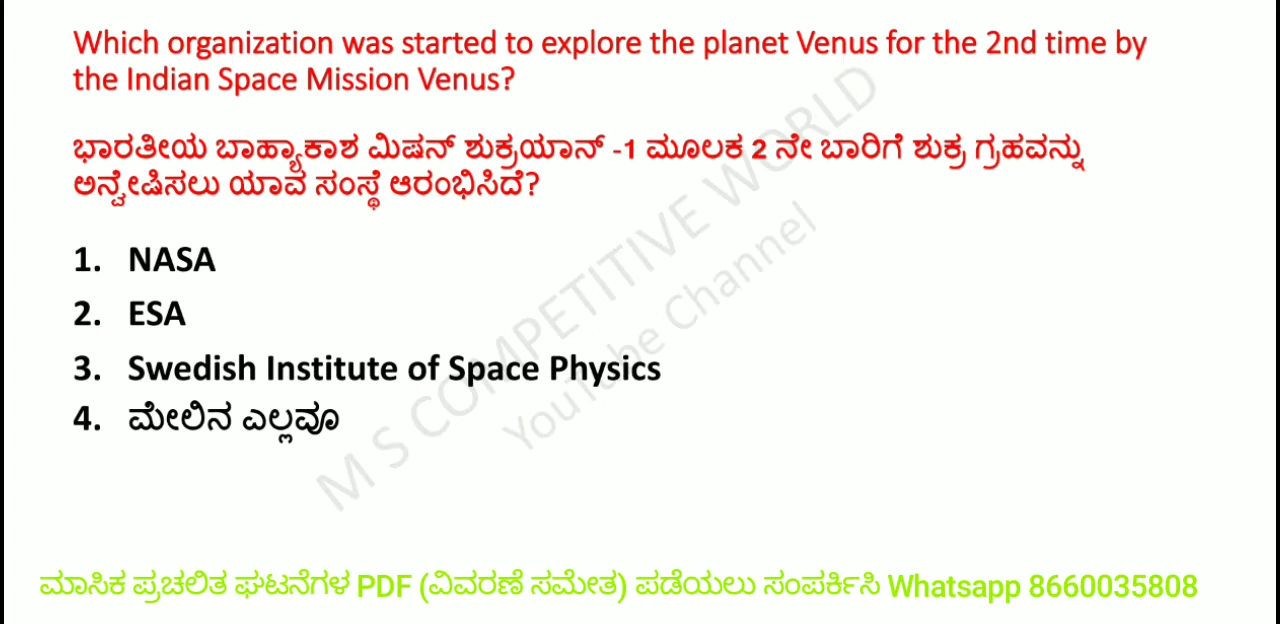 Which organization was started to explore the planet Venus for the 2nd time by
the Indian Space Mission Venus?
ಭಾರತೀಯ ಬಾಹ್ಯಾಕಾಶ ಮಿಷನ್ ಶುಕ್ರಯಾನ್ -1 ಮೂಲಕ 2 ನೇ ಬಾರಿಗೆ ಶುಕ್ರ ಗ್ರಹವನ್ನು
ಅನ್ವೇಷಿಸಲು ಯಾವ ಸಂಸ್ಥೆ ಆರಂಭಿಸಿದೆ?
1. NASA
2. ESA
3. Swedish Institute of Space Physics
4. ಮೇಲಿನ ಎಲ್ಲವೂ
M S COMPETITIVE WORLD
YouTube Channel
ಮಾಸಿಕ ಪ್ರಚಲಿತ ಘಟನೆಗಳ PDF (ವಿವರಣೆ ಸಮೇತ) ಪಡೆಯಲು ಸಂಪರ್ಕಿಸಿ Whatsapp 8660035808